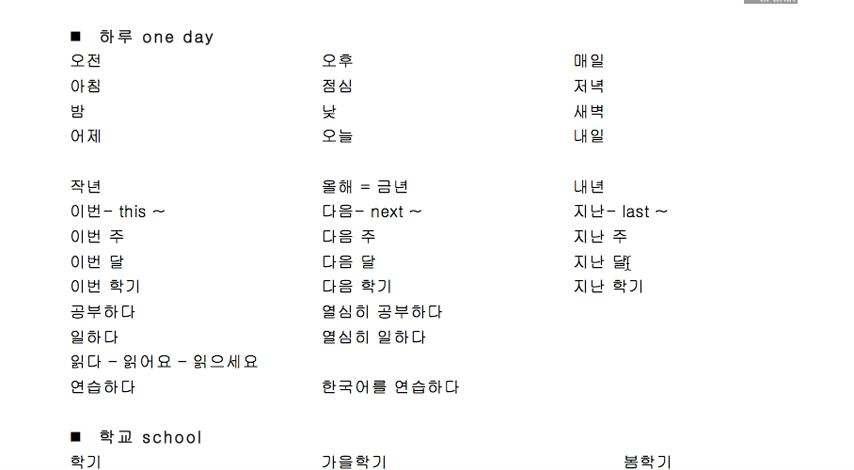 ■ 하루 one day
오전 오후 매일
아침 점심 저녁
밤 낮 새벽
어제 오늘 내일
작년 올해 = 금년 내년
이번- this ~ 다음- next ~ 지난- last ~
이번 주 다음 주 지난 주
이번 달 다음 달 지난 달
이번 학기 다음 학기 지난 학기
공부하다 열심히 공부하다
일하다 열심히 일하다
읽다 - 읽어요 - 읽으세요
연습하다 한국어를 연습하다
■ 학교 school
학기 가을학기 봄학기